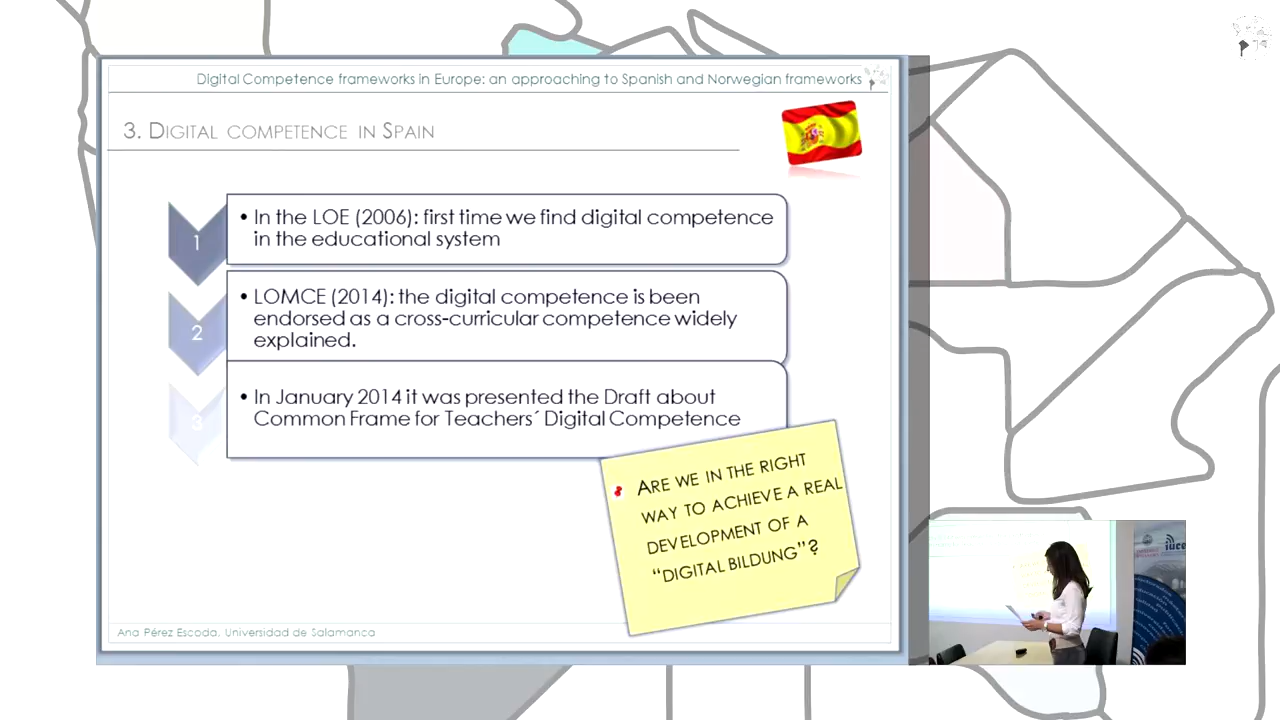 Digital Competence frameworks in Europe: an approaching to Spanish and Norwegian frameworks
3. Digital competence in Spain
1
• In the LOE (2006): first time we find digital competence
in the educational system
2
• LOMCE (2014): the digital competence is been
endorsed as a cross-curricular competence widely
explained.
3
• In January 2014 it was presented the Draft about
Common Frame for Teachers´ Digital Competence
Are we in the right
way to achieve a real
development of a
“digital bildung”?
Ana Pérez Escoda. Universidad de Salamanca
iuce